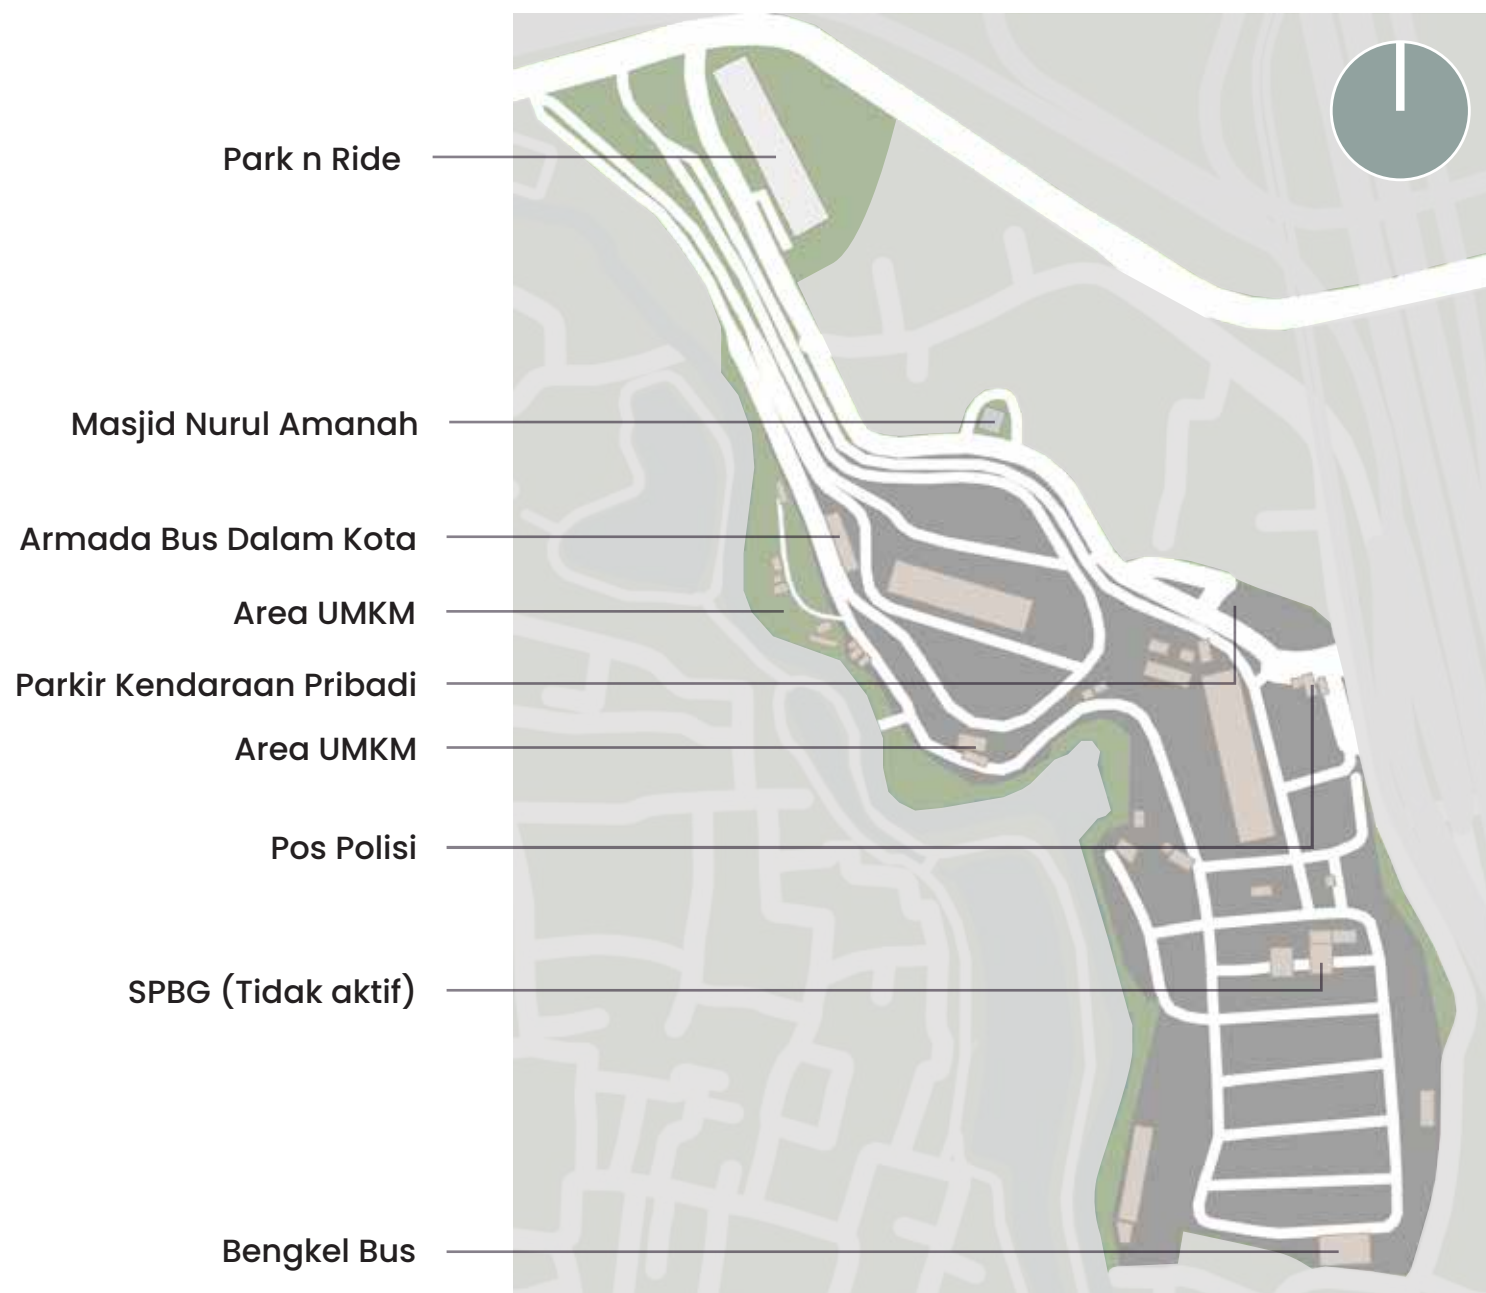 Park n Ride
Masjid Nurul Amanah
Armada Bus Dalam Kota
Area UMKM
Parkir Kendaraan Pribadi
Area UMKM
Pos Polisi
SPBG (Tidak aktif)
Bengkel Bus